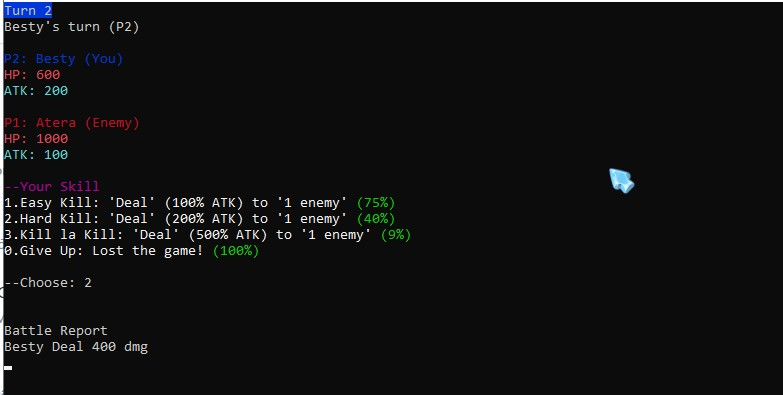 Turn 2
Besty's turn (P2)
P2: Besty (You)
HP: 600
ATK: 200
P1: Atera (Enemy)
HP: 1000
ATK: 100
--Your Skill
1.Easy Kill: 'Deal' (100% ATK) to '1 enemy' (75%)
2.Hard Kill: 'Deal' (200% ATK) to '1 enemy' (40%)
3.Kill la Kill: 'Deal' (500% ATK) to '1 enemy' (9%)
0.Give Up: Lost the game! (100%)
--Choose: 2
Battle Report
Besty Deal 400 dmg